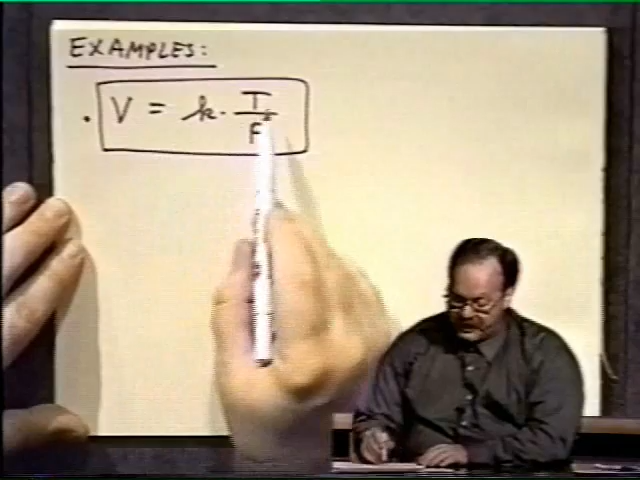 EXAMPLES:
. V = k · T/P